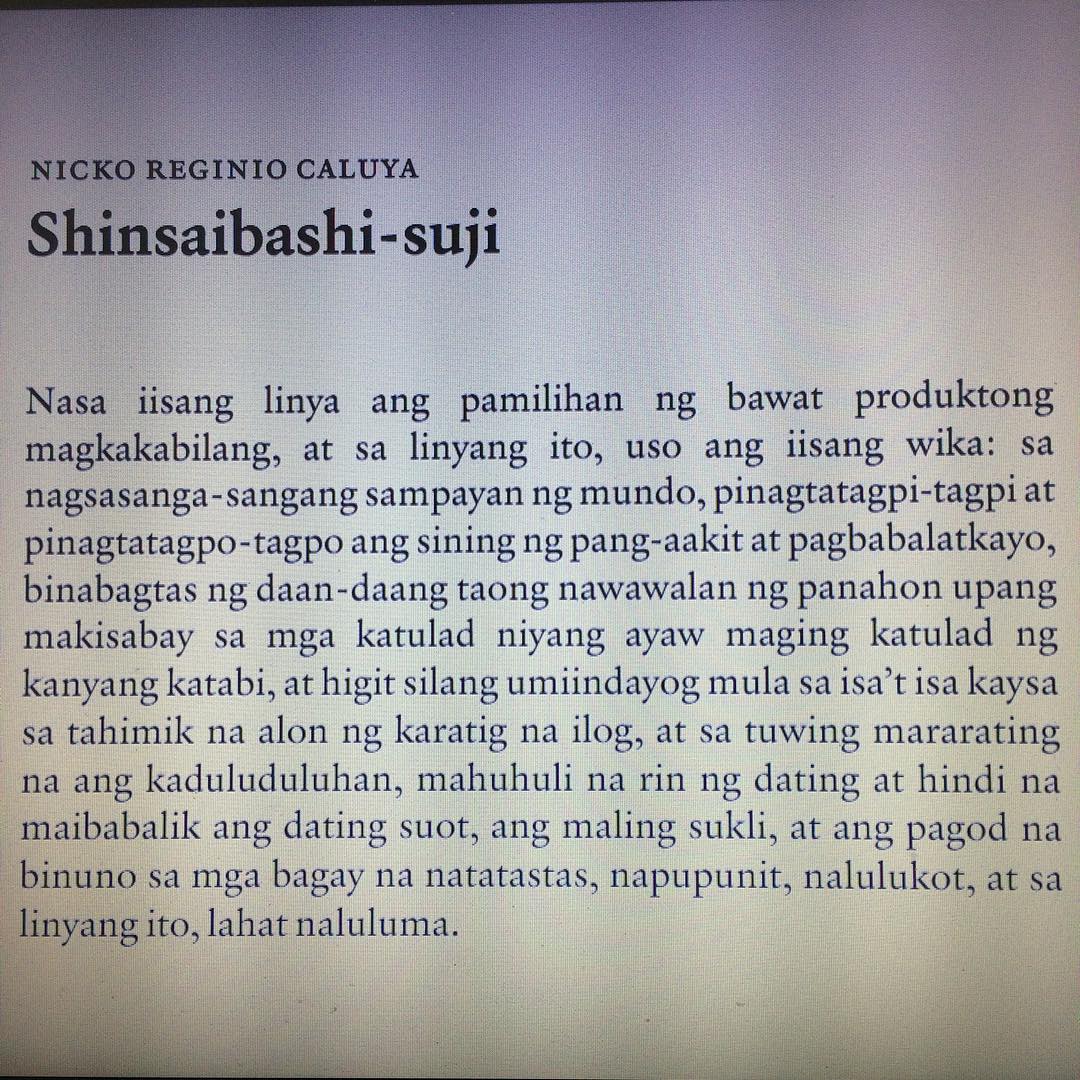 NICKO REGINIO CALUYA
Shinsaibashi-suji
Nasa iisang linya ang pamilihan ng bawat produktong
magkakabilang, at sa linyang ito, uso ang iisang wika: sa
nagsasanga-sangang sampayan ng mundo, pinagtatagpi-tagpi at
pinagtatagpo-tagpo ang sining ng pang-aakit at pagbabalatkayo,
binabagtas ng daan-daang taong nawawalan ng panahon upang
makisabay sa mga katulad niyang ayaw maging katulad ng
kanyang katabi, at higit silang umiindayog mula sa isa’t isa kaysa
sa tahimik na alon ng karatig na ilog, at sa tuwing mararating
na ang kaduluduluhan, mahuhuli na rin ng dating at hindi na
maibabalik ang dating suot, ang maling sukli, at ang pagod na
binuno sa mga bagay na natatastas, napupunit, nalulukot, at sa
linyang ito, lahat naluluma.